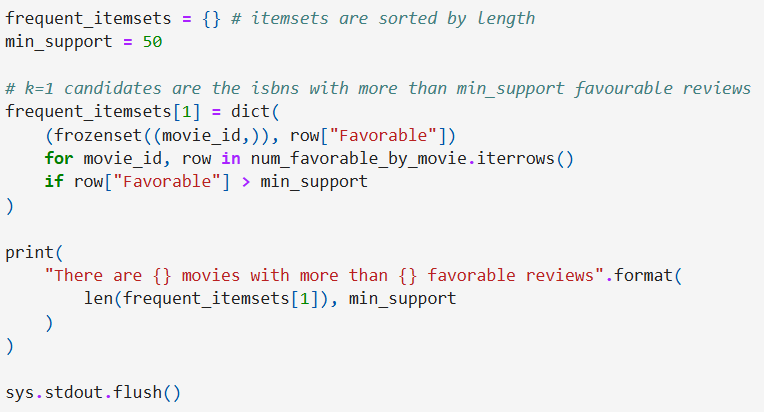 frequent_itemsets = {} # itemsets are sorted by length
min_support = 50

# k=1 candidates are the isbns with more than min_support favourable reviews
frequent_itemsets[1] = dict(
    (frozenset((movie_id,)), row["Favorable"])
    for movie_id, row in num_favorable_by_movie.iterrows()
    if row["Favorable"] > min_support
)

print(
    "There are {} movies with more than {} favorable reviews".format(
        len(frequent_itemsets[1]), min_support
    )
)

sys.stdout.flush()